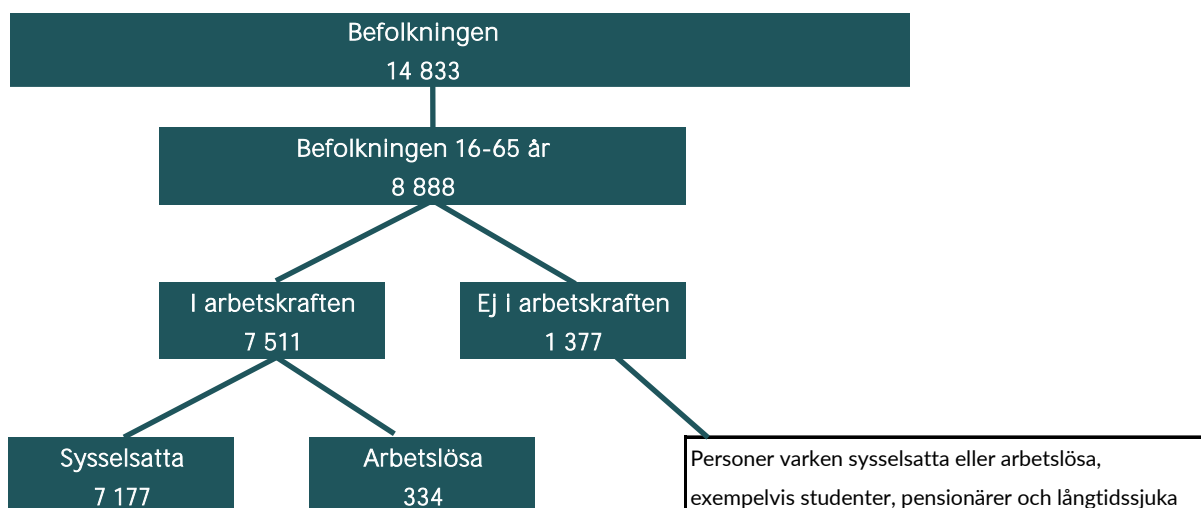 Befolkningen
14 833
Befolkningen 16-65 år
8 888
I arbetskraften
7 511
Ej i arbetskraften
1 377
Sysselsatta
7 177
Arbetslösa
334
Personer varken sysselsatta eller arbetslösa,
exempelvis studenter, pensionärer och långtidssjuka